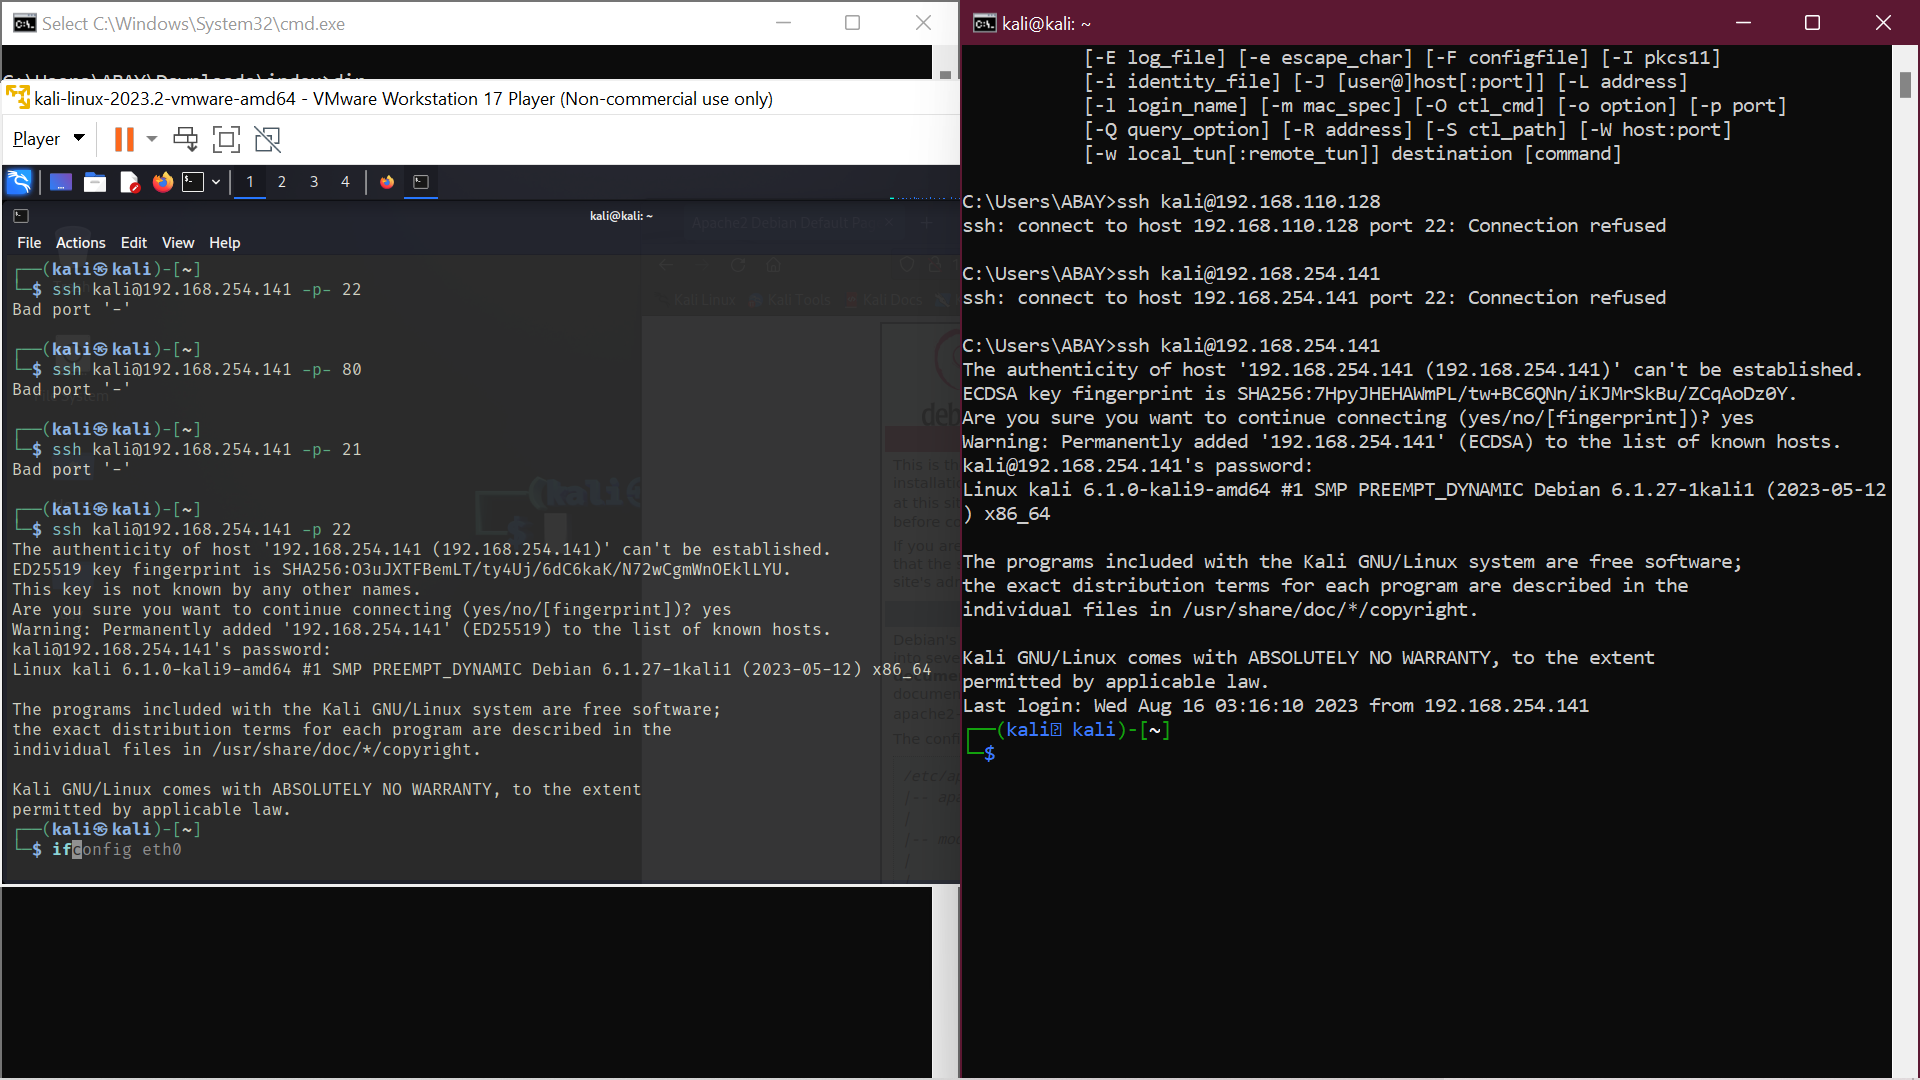 Select C:\Windows\System32\cmd.exe
C:\Users\ABAY\Downloads\index>dir
kali-linux-2023.2-vmware-amd64 - VMware Workstation 17 Player (Non-commercial use only)
Player
1 2 3 4
kali@kali: ~
Apache2 Debian Default Pa
File Actions Edit View Help
Kali Linux Kali Tools Kali Docs
┌──(kali㉿kali)-[~]
└─$ ssh kali@192.168.254.141 -p- 22
Bad port '-'
┌──(kali㉿kali)-[~]
└─$ ssh kali@192.168.254.141 -p- 80
Bad port '-'
┌──(kali㉿kali)-[~]
└─$ ssh kali@192.168.254.141 -p- 21
Bad port '-'
┌──(kali㉿kali)-[~]
└─$ ssh kali@192.168.254.141 -p 22
The authenticity of host '192.168.254.141 (192.168.254.141)' can't be established.
ED25519 key fingerprint is SHA256:O3uJXTFBemLT/ty4Uj/6dC6kaK/N72wCgmWnOEklLYU.
This key is not known by any other names.
Are you sure you want to continue connecting (yes/no/[fingerprint])? yes
Warning: Permanently added '192.168.254.141' (ED25519) to the list of known hosts.
kali@192.168.254.141's password:
Linux kali 6.1.0-kali9-amd64 #1 SMP PREEMPT_DYNAMIC Debian 6.1.27-1kali1 (2023-05-12) x86_64
The programs included with the Kali GNU/Linux system are free software;
the exact distribution terms for each program are described in the
individual files in /usr/share/doc/*/copyright.
Kali GNU/Linux comes with ABSOLUTELY NO WARRANTY, to the extent
permitted by applicable law.
┌──(kali㉿kali)-[~]
└─$ ifconfig eth0
kali@kali: ~
[-E log_file] [-e escape_char] [-F configfile] [-I pkcs11]
[-i identity_file] [-J [user@]host[:port]] [-L address]
[-l login_name] [-m mac_spec] [-O ctl_cmd] [-o option] [-p port]
[-Q query_option] [-R address] [-S ctl_path] [-W host:port]
[-w local_tun[:remote_tun]] destination [command]
C:\Users\ABAY>ssh kali@192.168.110.128
ssh: connect to host 192.168.110.128 port 22: Connection refused
C:\Users\ABAY>ssh kali@192.168.254.141
ssh: connect to host 192.168.254.141 port 22: Connection refused
C:\Users\ABAY>ssh kali@192.168.254.141
The authenticity of host '192.168.254.141 (192.168.254.141)' can't be established.
ECDSA key fingerprint is SHA256:7HpyJHEHAWmPL/tw+BC6QNn/iKJMrSkBu/ZCqAoDz0Y.
Are you sure you want to continue connecting (yes/no/[fingerprint])? yes
Warning: Permanently added '192.168.254.141' (ECDSA) to the list of known hosts.
kali@192.168.254.141's password:
Linux kali 6.1.0-kali9-amd64 #1 SMP PREEMPT_DYNAMIC Debian 6.1.27-1kali1 (2023-05-12
) x86_64
The programs included with the Kali GNU/Linux system are free software;
the exact distribution terms for each program are described in the
individual files in /usr/share/doc/*/copyright.
Kali GNU/Linux comes with ABSOLUTELY NO WARRANTY, to the extent
permitted by applicable law.
Last login: Wed Aug 16 03:16:10 2023 from 192.168.254.141
┌──(kali kali)-[~]
└─$